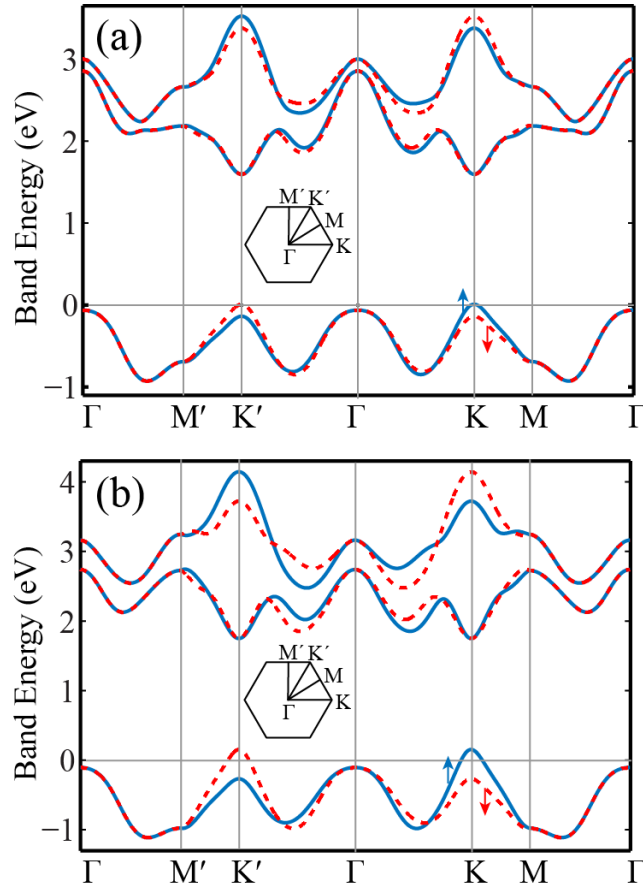 (a)
Band Energy (eV)
3
2
1
0
−1
M′ K′
M
K
Γ
Γ M′ K′ Γ K M Γ
(b)
Band Energy (eV)
4
3
2
1
0
−1
M′ K′
M
K
Γ
Γ M′ K′ Γ K M Γ